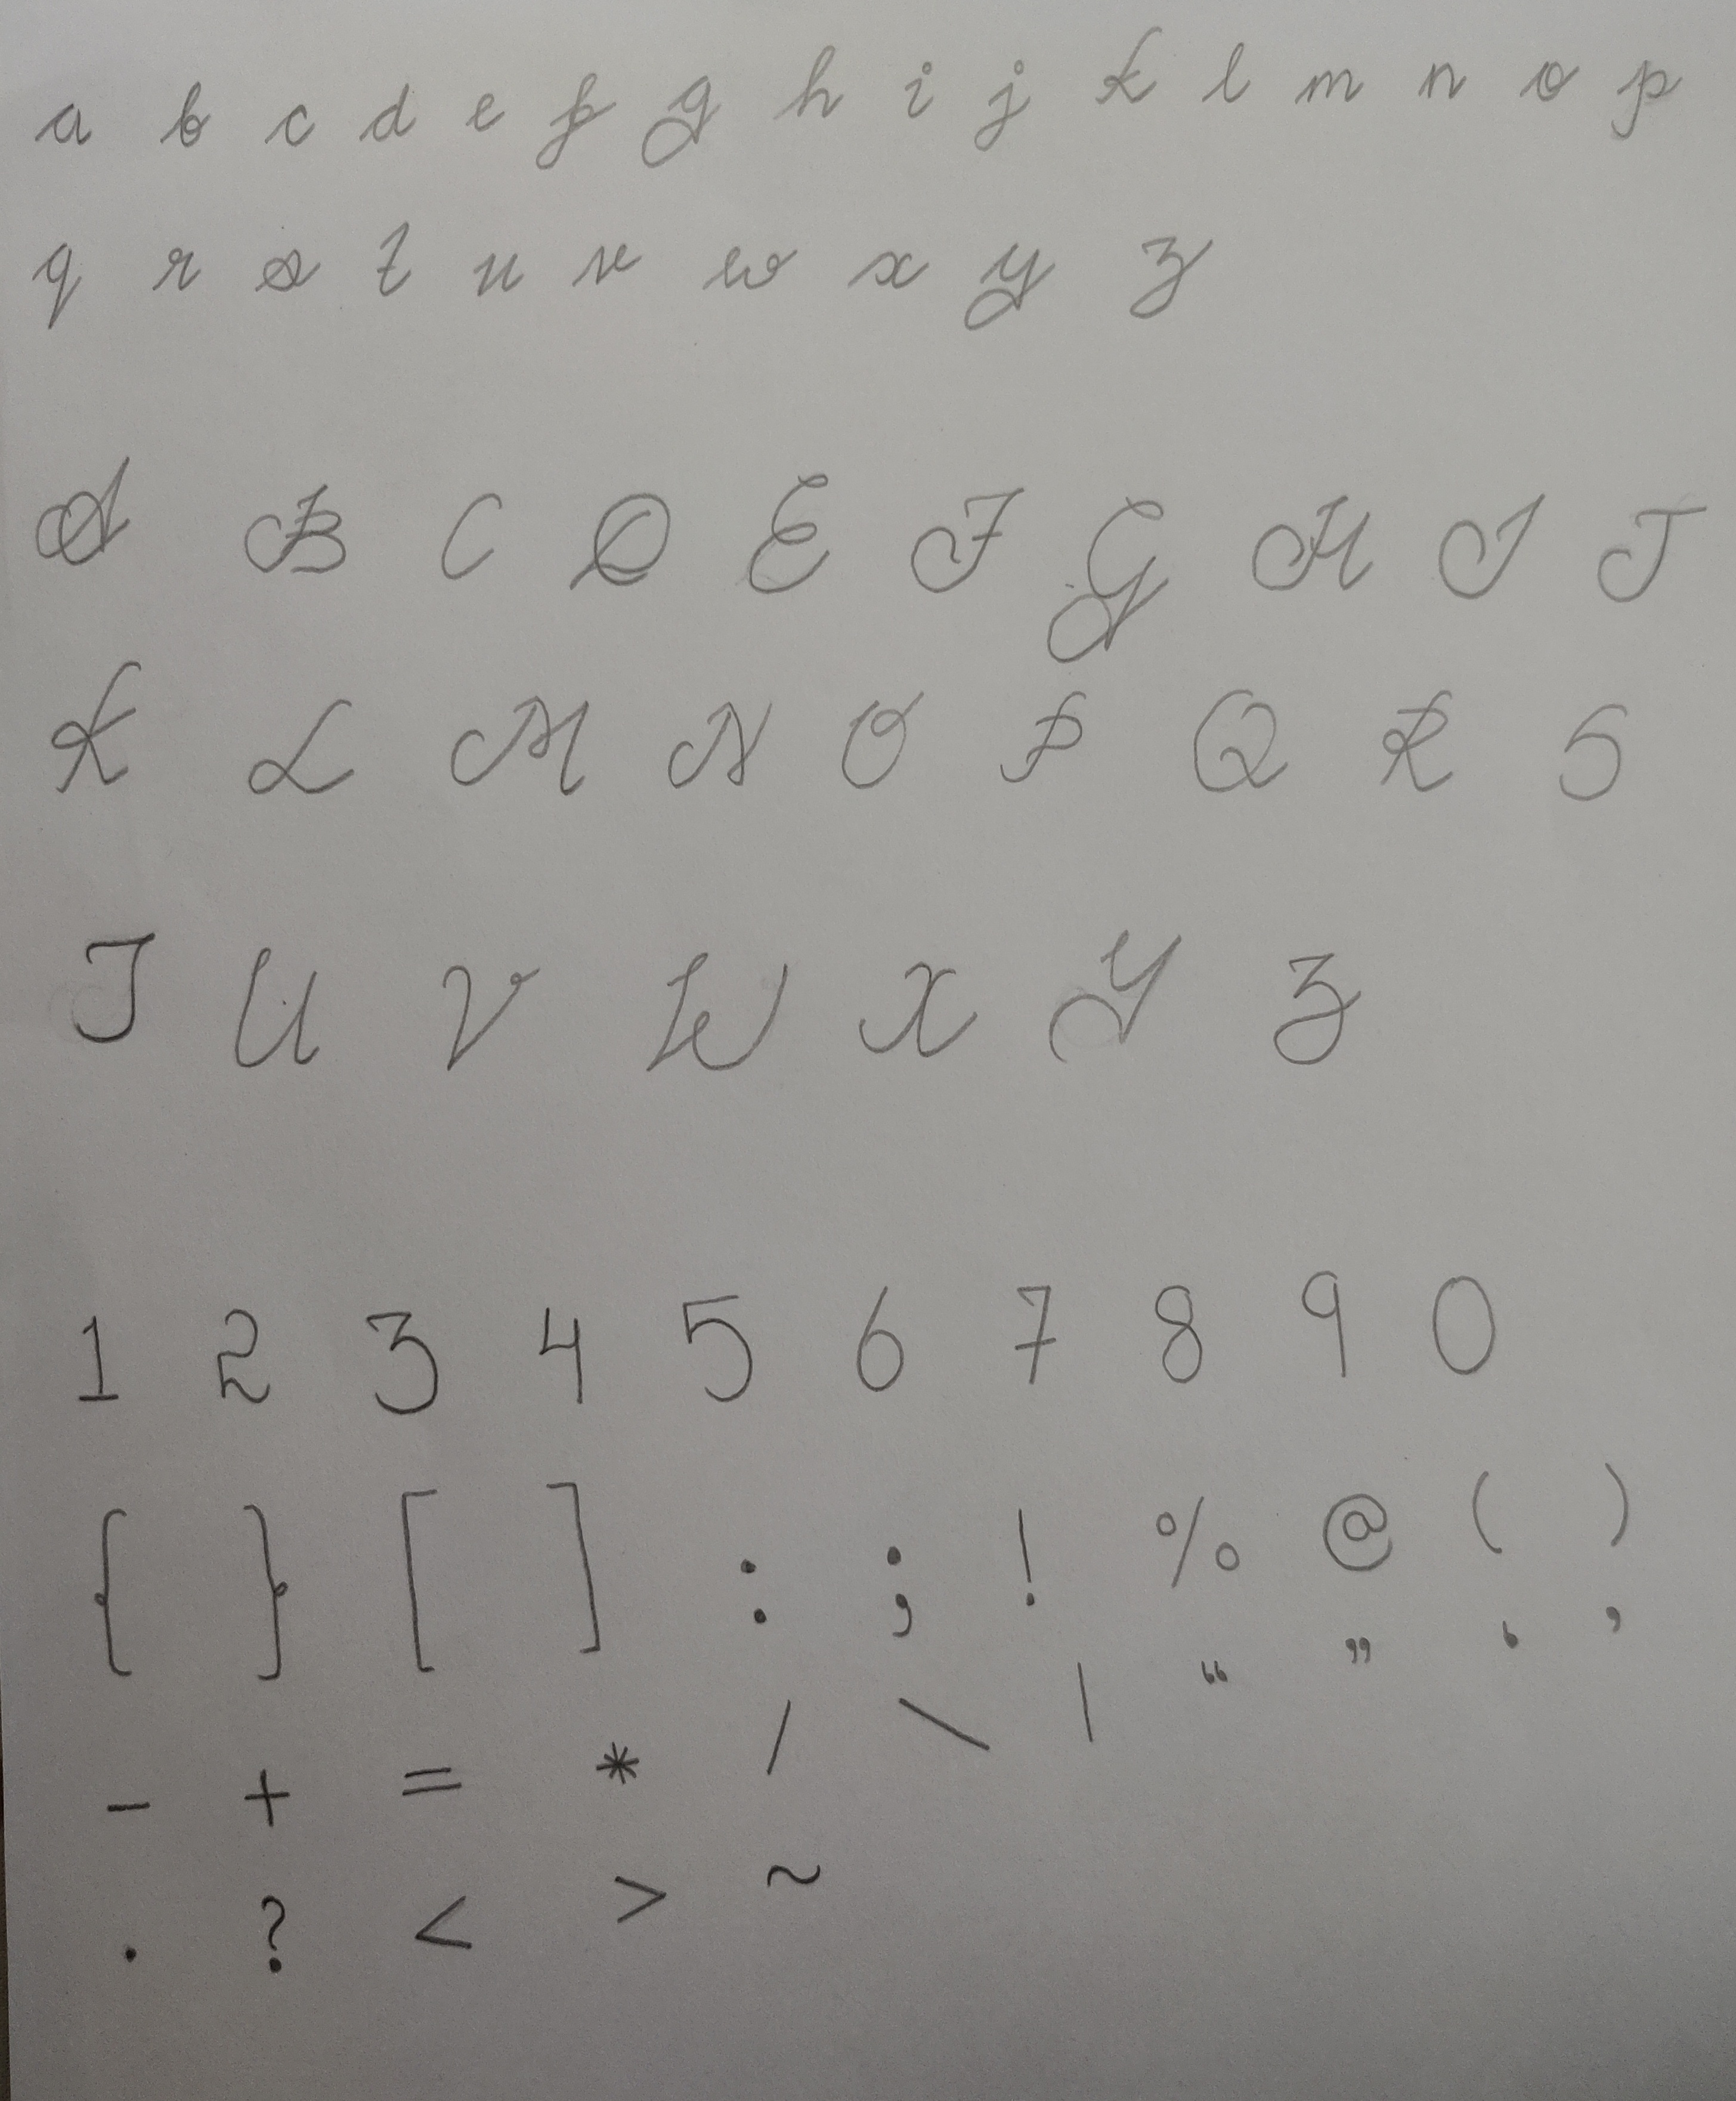 a b c d e f g h i j k l m n o p
q r s t u v w x y z
A B C D E F G H I J
K L M N O P Q R S
T U V W X Y Z
1 2 3 4 5 6 7 8 9 0
{ } [ ] : ; ! % @ ( )
- + = * / \ | “ ” ‘ ’
. ? < > ~